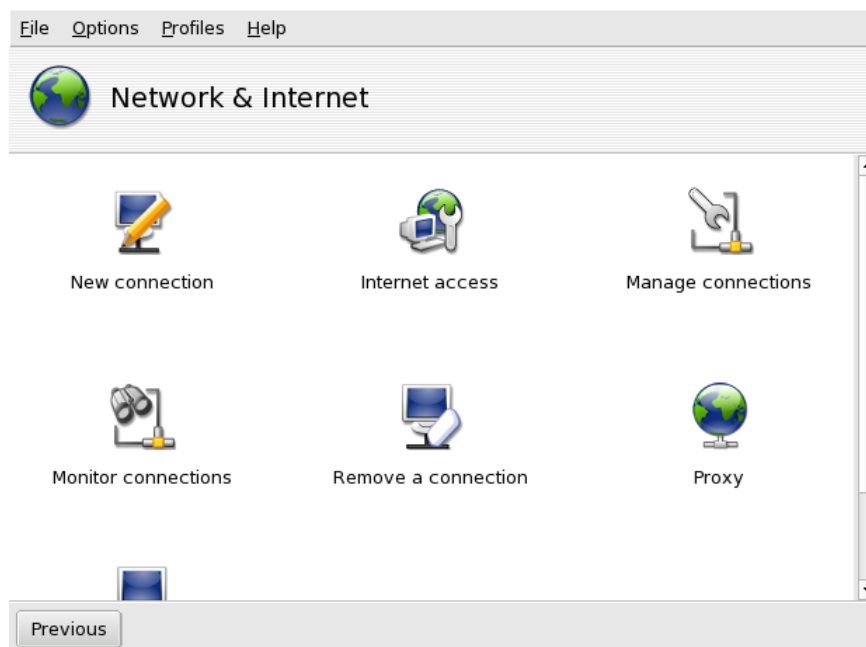 File Options Profiles Help
Network & Internet
New connection Internet access Manage connections
Monitor connections Remove a connection Proxy
Previous